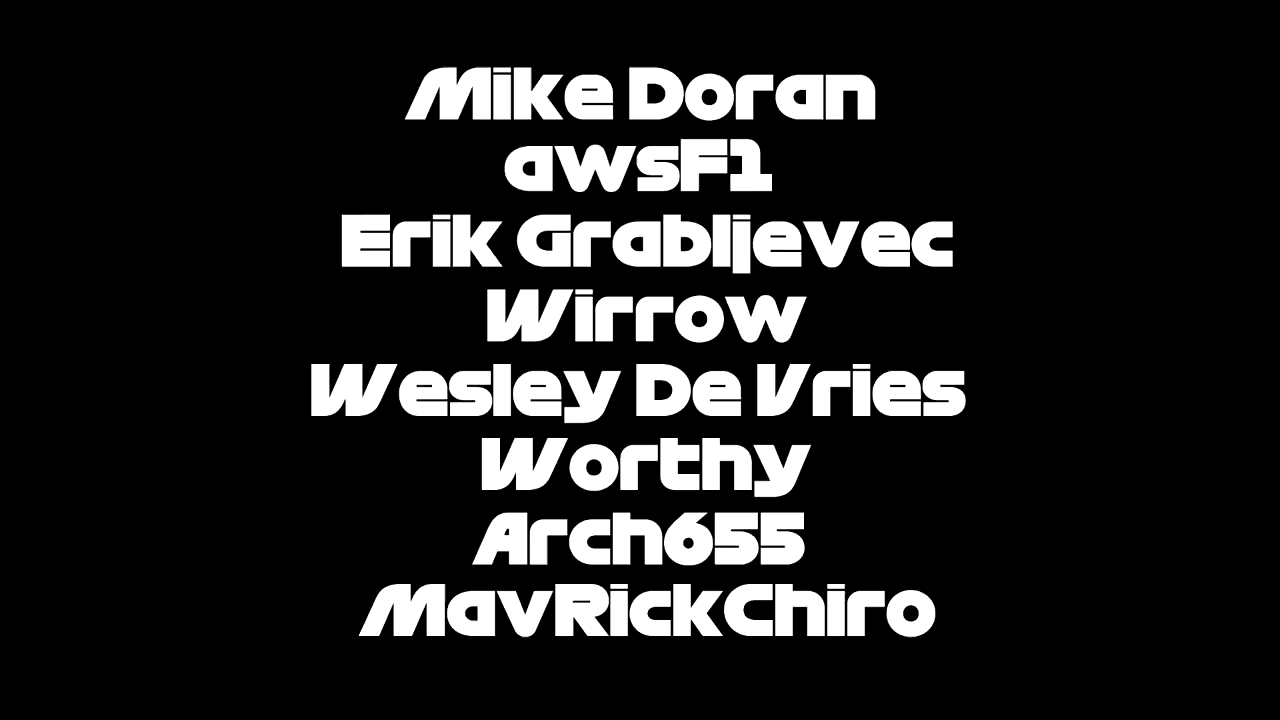 Mike Doran
awsF1
Erik Grabljevec
Wirrow
Wesley De Vries
Worthy
Arch655
MavRickChiro